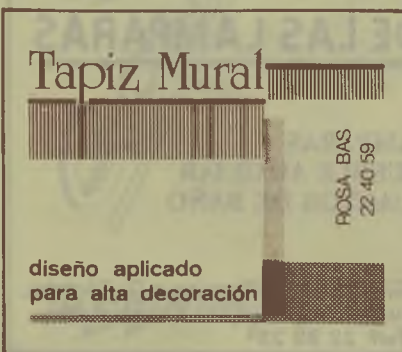 Tapiz Mural
ROSA BAS
22 40 59
diseño aplicado
para alta decoración